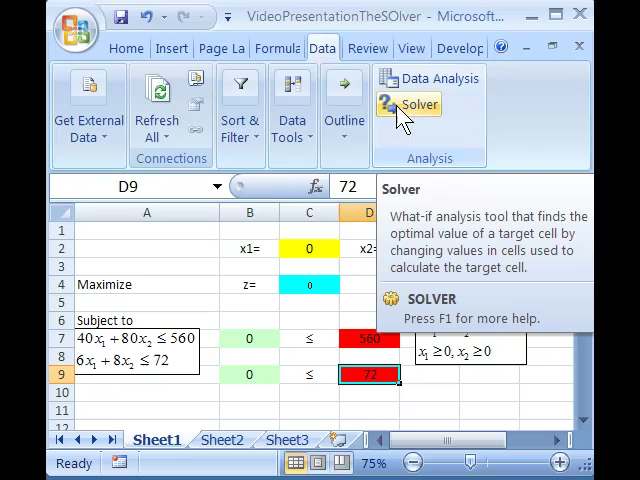 VideoPresentationTheSOlver - Microsoft...
Home Insert Page La Formula Data Review View Develop
Get External
Data
Refresh
All
Connections
Sort &
Filter
Data
Tools
Outline
Data Analysis
Solver
Analysis
D9 fx 72
Solver
What-if analysis tool that finds the
optimal value of a target cell by
changing values in cells used to
calculate the target cell.
SOLVER
Press F1 for more help.
A B C D
1
2 x1= 0 x2=
3
4 Maximize z= 0
5
6 Subject to
7 40x₁ + 80x₂ ≤ 560 0 ≤ 560
8 x₁ ≥ 0, x₂ ≥ 0
6x₁ + 8x₂ ≤ 72
9 0 ≤ 72
10
11
12
Sheet1 Sheet2 Sheet3
Ready 75%